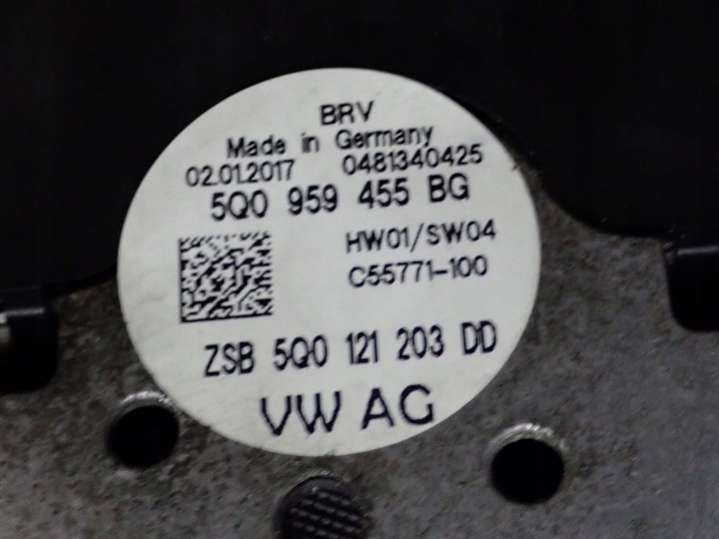 BRV
Made in Germany
02.01.2017 0481340425
5Q0 959 455 BG
HW01/SW04
C55771-100
ZSB 5Q0 121 203 DD
VW AG